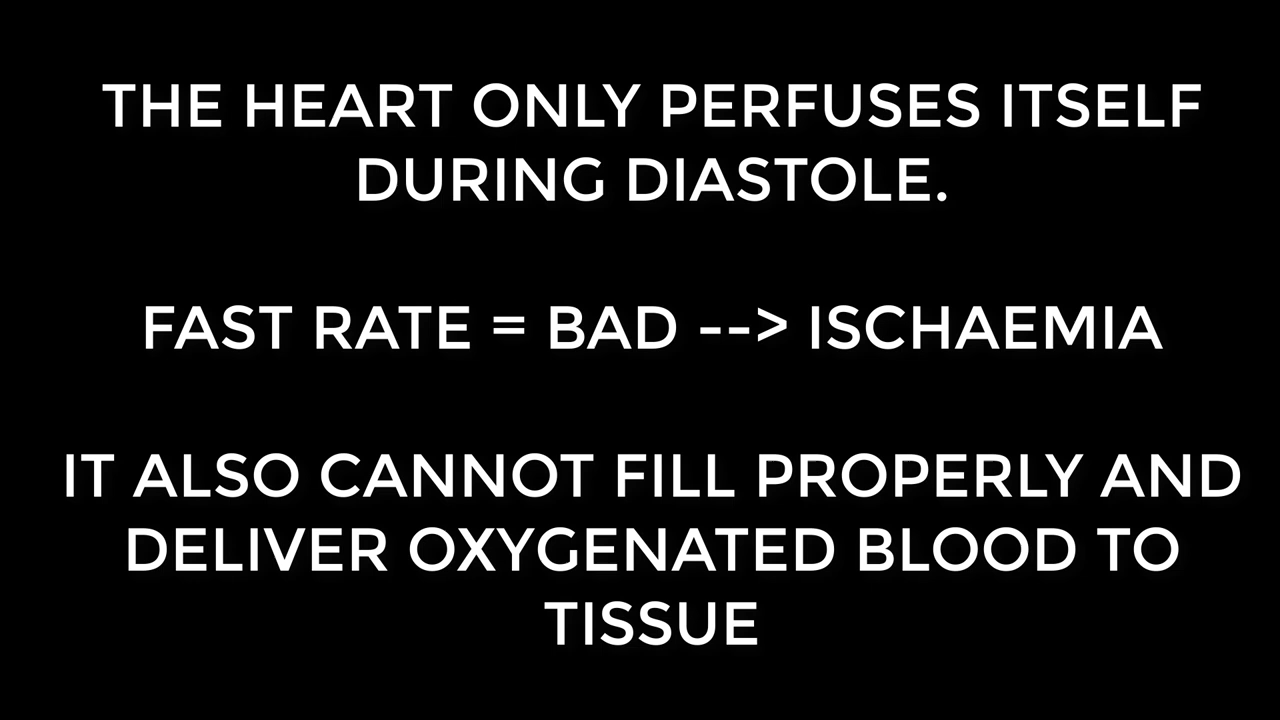 THE HEART ONLY PERFUSES ITSELF
DURING DIASTOLE.
FAST RATE = BAD --> ISCHAEMIA
IT ALSO CANNOT FILL PROPERLY AND
DELIVER OXYGENATED BLOOD TO
TISSUE